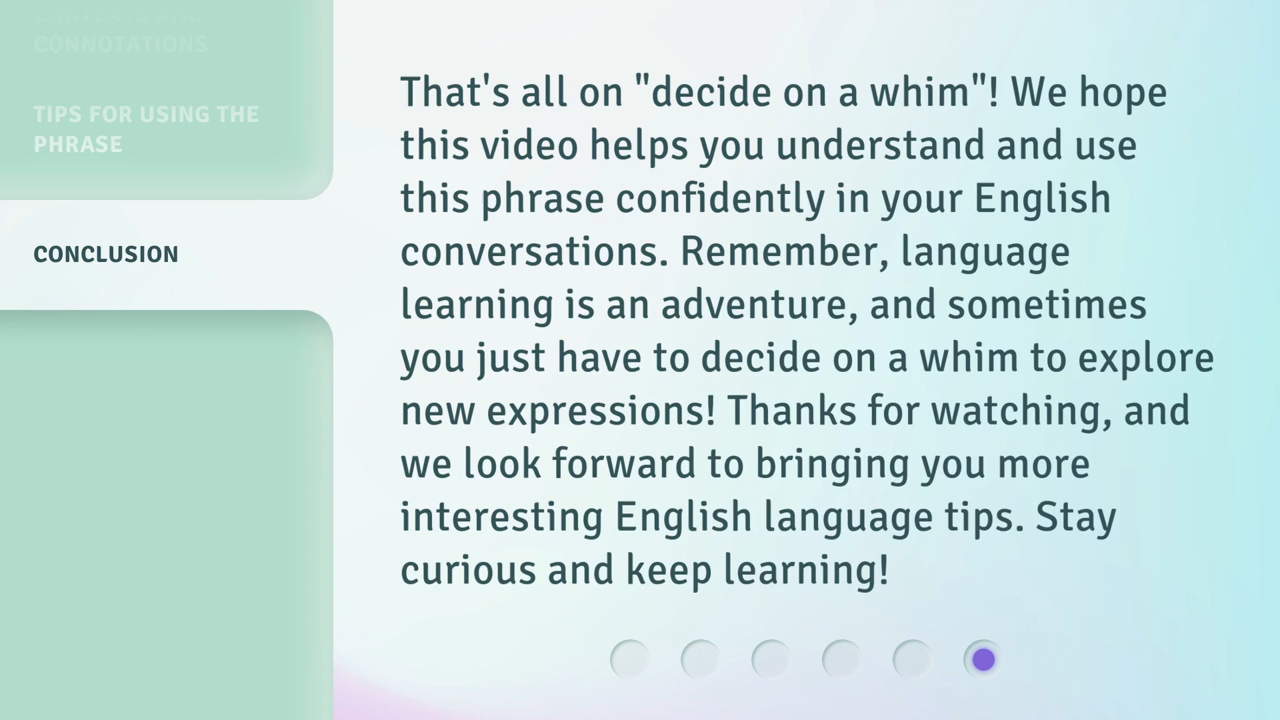 CONTEXTS AND
CONNOTATIONS
TIPS FOR USING THE
PHRASE
CONCLUSION
That's all on "decide on a whim"! We hope
this video helps you understand and use
this phrase confidently in your English
conversations. Remember, language
learning is an adventure, and sometimes
you just have to decide on a whim to explore
new expressions! Thanks for watching, and
we look forward to bringing you more
interesting English language tips. Stay
curious and keep learning!